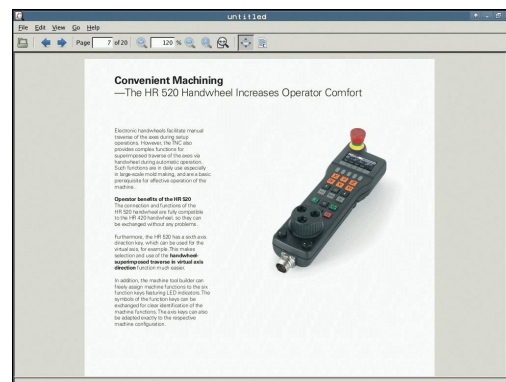 untitled
File Edit View Go Help
Page 7 of 20 120 %
Convenient Machining
—The HR 520 Handwheel Increases Operator Comfort
Electronic handwheels facilitate manual
traverse of the axes during setup
operations. However, the TNC also
provides complex functions for
superimposed traverse of the axes via
handwheel during automatic operation.
Such functions are in daily use especially
in large-scale mold making, and are a basic
prerequisite for effective operation of the
machine.
Operator benefits of the HR 520
The connection and functions of the
HR 520 handwheel are fully compatible
to the HR 420 handwheel, so they can
be exchanged without any problems.
Furthermore, the HR 520 has a sixth axis
direction key, which can be used for the
virtual axis, for example. This makes
selection and use of the handwheel-
superimposed traverse in virtual axis
direction function much easier.
In addition, the machine tool builder can
freely assign machine functions to the six
function keys featuring LED indicators. The
symbols of the function keys can be
exchanged for clear identification of the
machine functions. The axis keys can also
be adapted exactly to the respective
machine configuration.